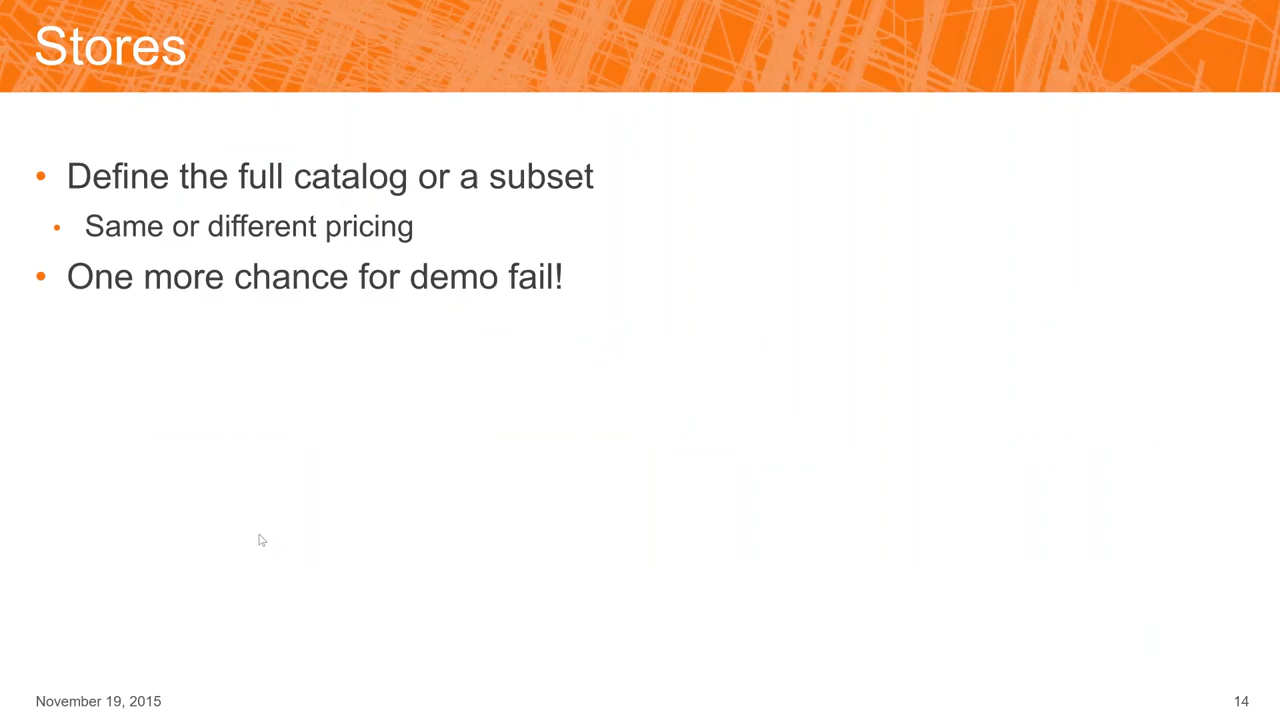 Stores
• Define the full catalog or a subset
• Same or different pricing
• One more chance for demo fail!
November 19, 2015
14